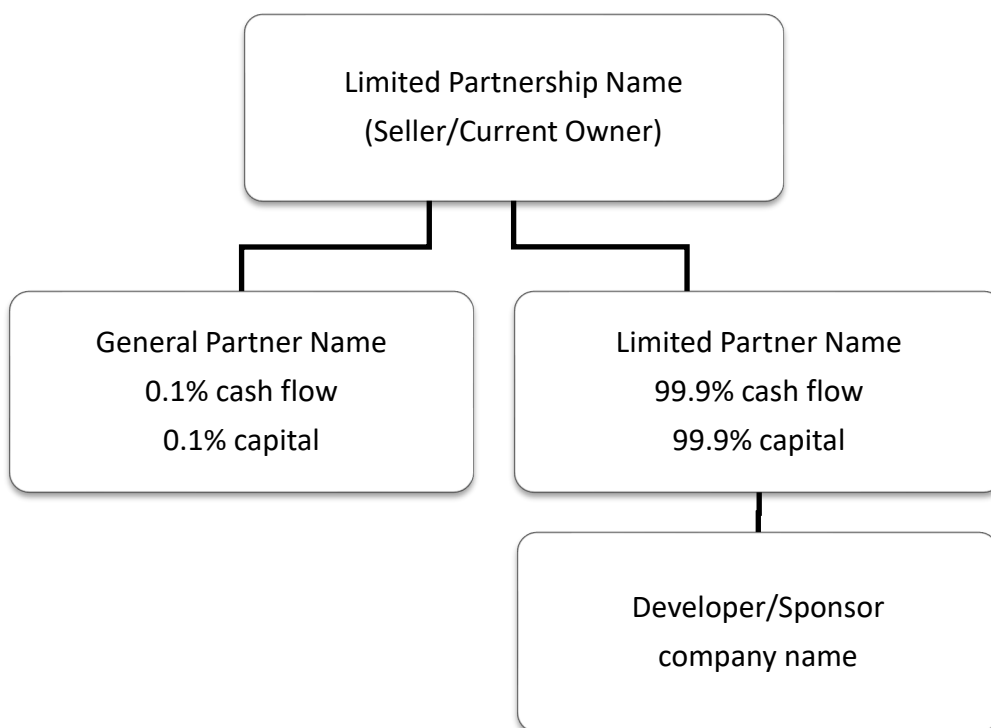 Limited Partnership Name
(Seller/Current Owner)
General Partner Name
0.1% cash flow
0.1% capital
Limited Partner Name
99.9% cash flow
99.9% capital
Developer/Sponsor
company name